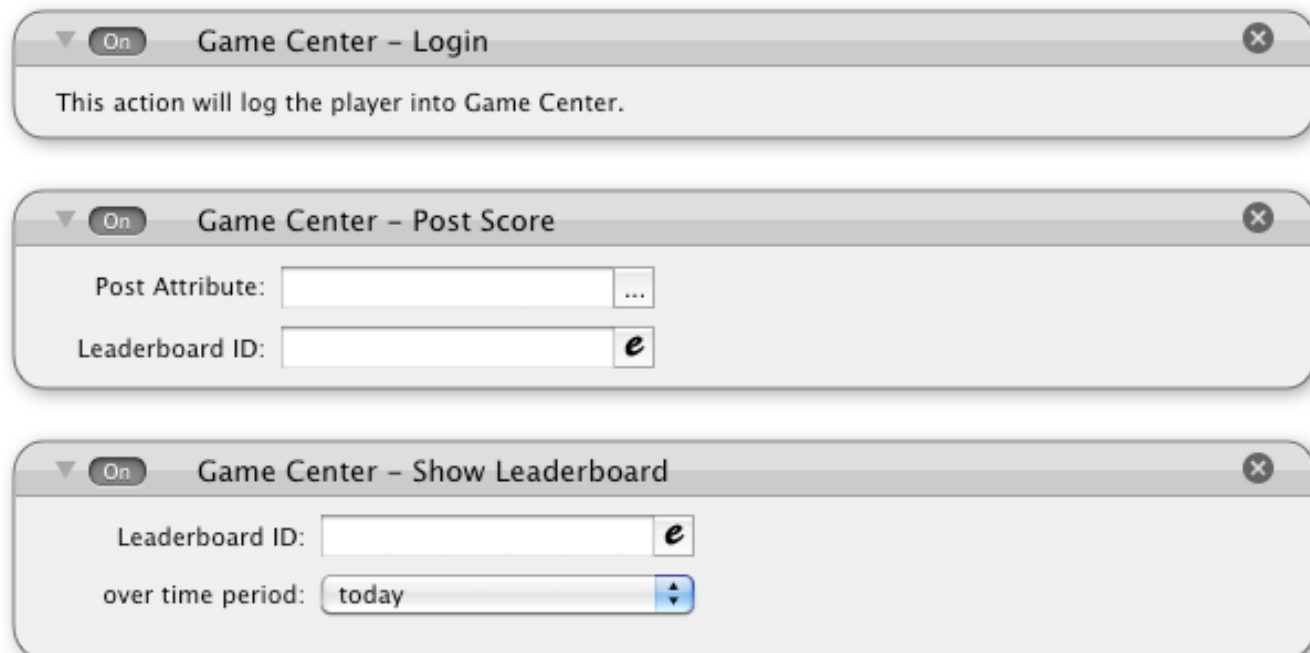 On Game Center – Login
This action will log the player into Game Center.
On Game Center – Post Score
Post Attribute: ...
Leaderboard ID: e
On Game Center – Show Leaderboard
Leaderboard ID: e
over time period: today